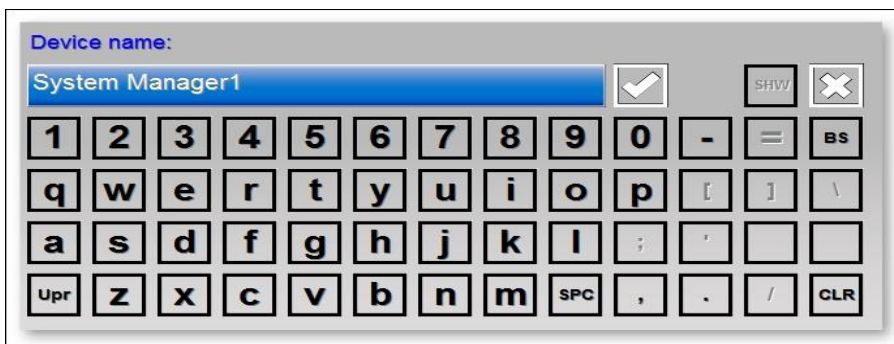 Device name:
System Manager1
SHW
1 2 3 4 5 6 7 8 9 0 - = BS
q w e r t y u i o p [ ] \
a s d f g h j k l ; '
Upr z x c v b n m SPC , . / CLR